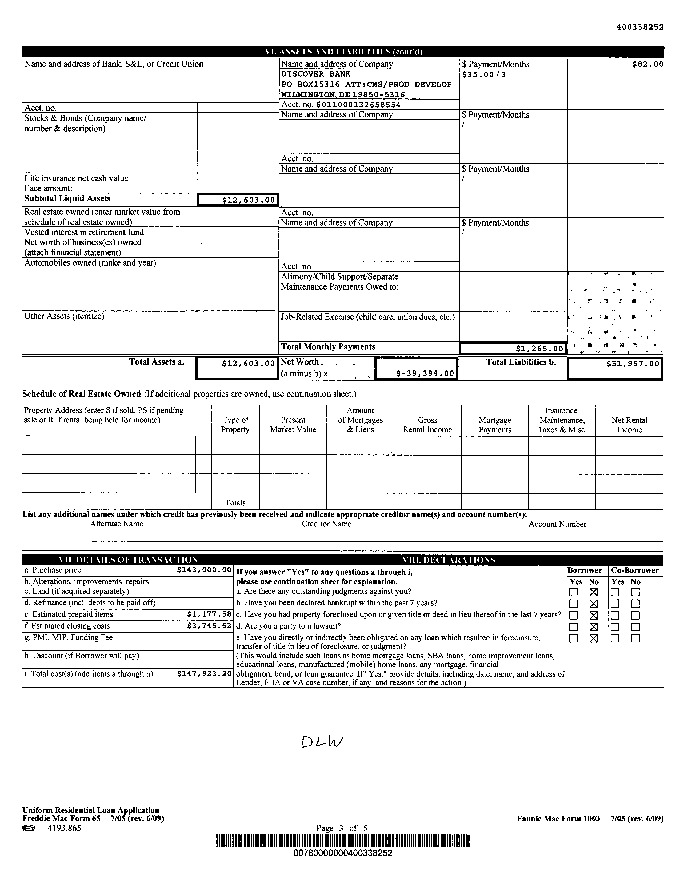 400338252
VI. ASSETS AND LIABILITIES (cont'd)
Name and address of Bank, S&L, or Credit Union
Name and address of Company
$ Payment/Months
$82.00
DISCOVER BANK
$35.00/3
PO BOX15316 ATT:CMS/PROD DEVELOP
WILMINGTON, DE 19850-5316
Acct. no.
Acct. no. 6011000132658554
Stocks & Bonds (Company name/
number & description)
Name and address of Company
$ Payment/Months
/
Acct. no.
Name and address of Company
$ Payment/Months
/
Life insurance net cash value
Face amount:
Subtotal Liquid Assets
$12,603.00
Real estate owned (enter market value from
schedule of real estate owned)
Acct. no.
Name and address of Company
$ Payment/Months
/
Vested interest in retirement fund
Net worth of business(es) owned
(attach financial statement)
Automobiles owned (make and year)
Acct. no.
Alimony/Child Support/Separate
Maintenance Payments Owed to:
Other Assets (itemize)
Job-Related Expense (child care, union dues, etc.)
Total Monthly Payments
$1,265.00
Total Assets a.
$12,603.00
Net Worth
(a minus b)
$-39,394.00
Total Liabilities b.
$51,997.00
Schedule of Real Estate Owned (If additional properties are owned, use continuation sheet.)
Property Address (enter S if sold, PS if pending
sale or R if rental being held for income)
Type of
Property
Present
Market Value
Amount
of Mortgages
& Liens
Gross
Rental Income
Mortgage
Payments
Insurance
Maintenance,
Taxes & Misc.
Net Rental
Income
Totals
List any additional names under which credit has previously been received and indicate appropriate creditor name(s) and account number(s):
Alternate Name
Creditor Name
Account Number
VII. DETAILS OF TRANSACTION
VIII. DECLARATIONS
a. Purchase price
$143,000.00
b. Alterations, improvements, repairs
c. Land (if acquired separately)
d. Refinance (incl. debts to be paid off)
e. Estimated prepaid items
$1,177.58
f. Estimated closing costs
$3,745.62
g. PMI, MIP, Funding Fee
h. Discount (if Borrower will pay)
i. Total costs (add items a through h)
$147,923.20
If you answer "Yes" to any questions a through i,
please use continuation sheet for explanation.
Borrower
Co-Borrower
Yes No Yes No
a. Are there any outstanding judgments against you?
b. Have you been declared bankrupt within the past 7 years?
c. Have you had property foreclosed upon or given title or deed in lieu thereof in the last 7 years?
d. Are you a party to a lawsuit?
e. Have you directly or indirectly been obligated on any loan which resulted in foreclosure,
transfer of title in lieu of foreclosure, or judgment?
(This would include such loans as home mortgage loans, SBA loans, home improvement loans,
educational loans, manufactured (mobile) home loans, any mortgage, financial
obligation, bond, or loan guarantee. If "Yes," provide details, including date, name, and address of
Lender, FHA or VA case number, if any, and reasons for the action.)
DLW
Uniform Residential Loan Application
Freddie Mac Form 65 7/05 (rev. 6/09)
4193.865
Page 3 of 5
Fannie Mae Form 1003 7/05 (rev. 6/09)
00780000000400338252